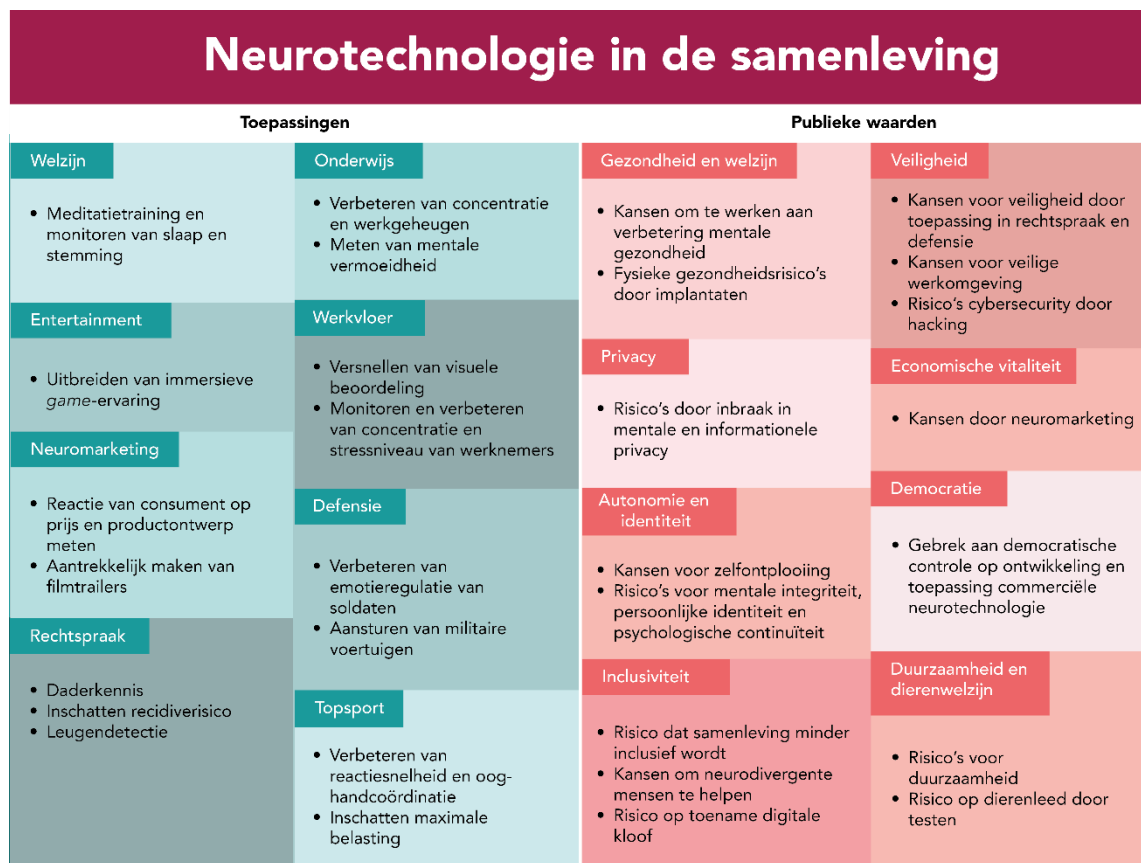 Neurotechnologie in de samenleving
Toepassingen
Welzijn
• Meditatietraining en
monitoren van slaap en
stemming
Entertainment
• Uitbreiden van immersieve
game-ervaring
Neuromarketing
• Reactie van consument op
prijs en productontwerp
meten
• Aantrekkelijk maken van
filmtrailers
Rechtspraak
• Daderkennis
• Inschatten recidiverisico
• Leugendetectie
Onderwijs
• Verbeteren van concentratie
en werkgeheugen
• Meten van mentale
vermoeidheid
Werkvloer
• Versnellen van visuele
beoordeling
• Monitoren en verbeteren
van concentratie en
stressniveau van werknemers
Defensie
• Verbeteren van
emotieregulatie van
soldaten
• Aansturen van militaire
voertuigen
Topsport
• Verbeteren van
reactiesnelheid en oog-
handcoördinatie
• Inschatten maximale
belasting
Publieke waarden
Gezondheid en welzijn
• Kansen om te werken aan
verbetering mentale
gezondheid
• Fysieke gezondheidsrisico's
door implantaten
Privacy
• Risico's door inbraak in
mentale en informationele
privacy
Autonomie en
identiteit
• Kansen voor zelfontplooiing
• Risico's voor mentale integriteit,
persoonlijke identiteit en
psychologische continuïteit
Inclusiviteit
• Risico dat samenleving minder
inclusief wordt
• Kansen om neurodivergente
mensen te helpen
• Risico op toename digitale
kloof
Veiligheid
• Kansen voor veiligheid door
toepassing in rechtspraak en
defensie
• Kansen voor veilige
werkomgeving
• Risico's cybersecurity door
hacking
Economische vitaliteit
• Kansen door neuromarketing
Democratie
• Gebrek aan democratische
controle op ontwikkeling en
toepassing commerciële
neurotechnologie
Duurzaamheid en
dierenwelzijn
• Risico's voor
duurzaamheid
• Risico op dierenleed door
testen